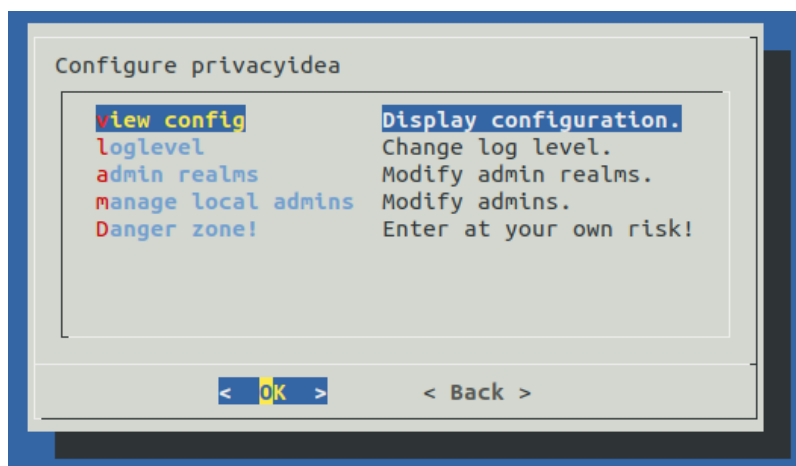 Configure privacyidea
view config Display configuration.
loglevel Change log level.
admin realms Modify admin realms.
manage local admins Modify admins.
Danger zone! Enter at your own risk!
< OK > < Back >